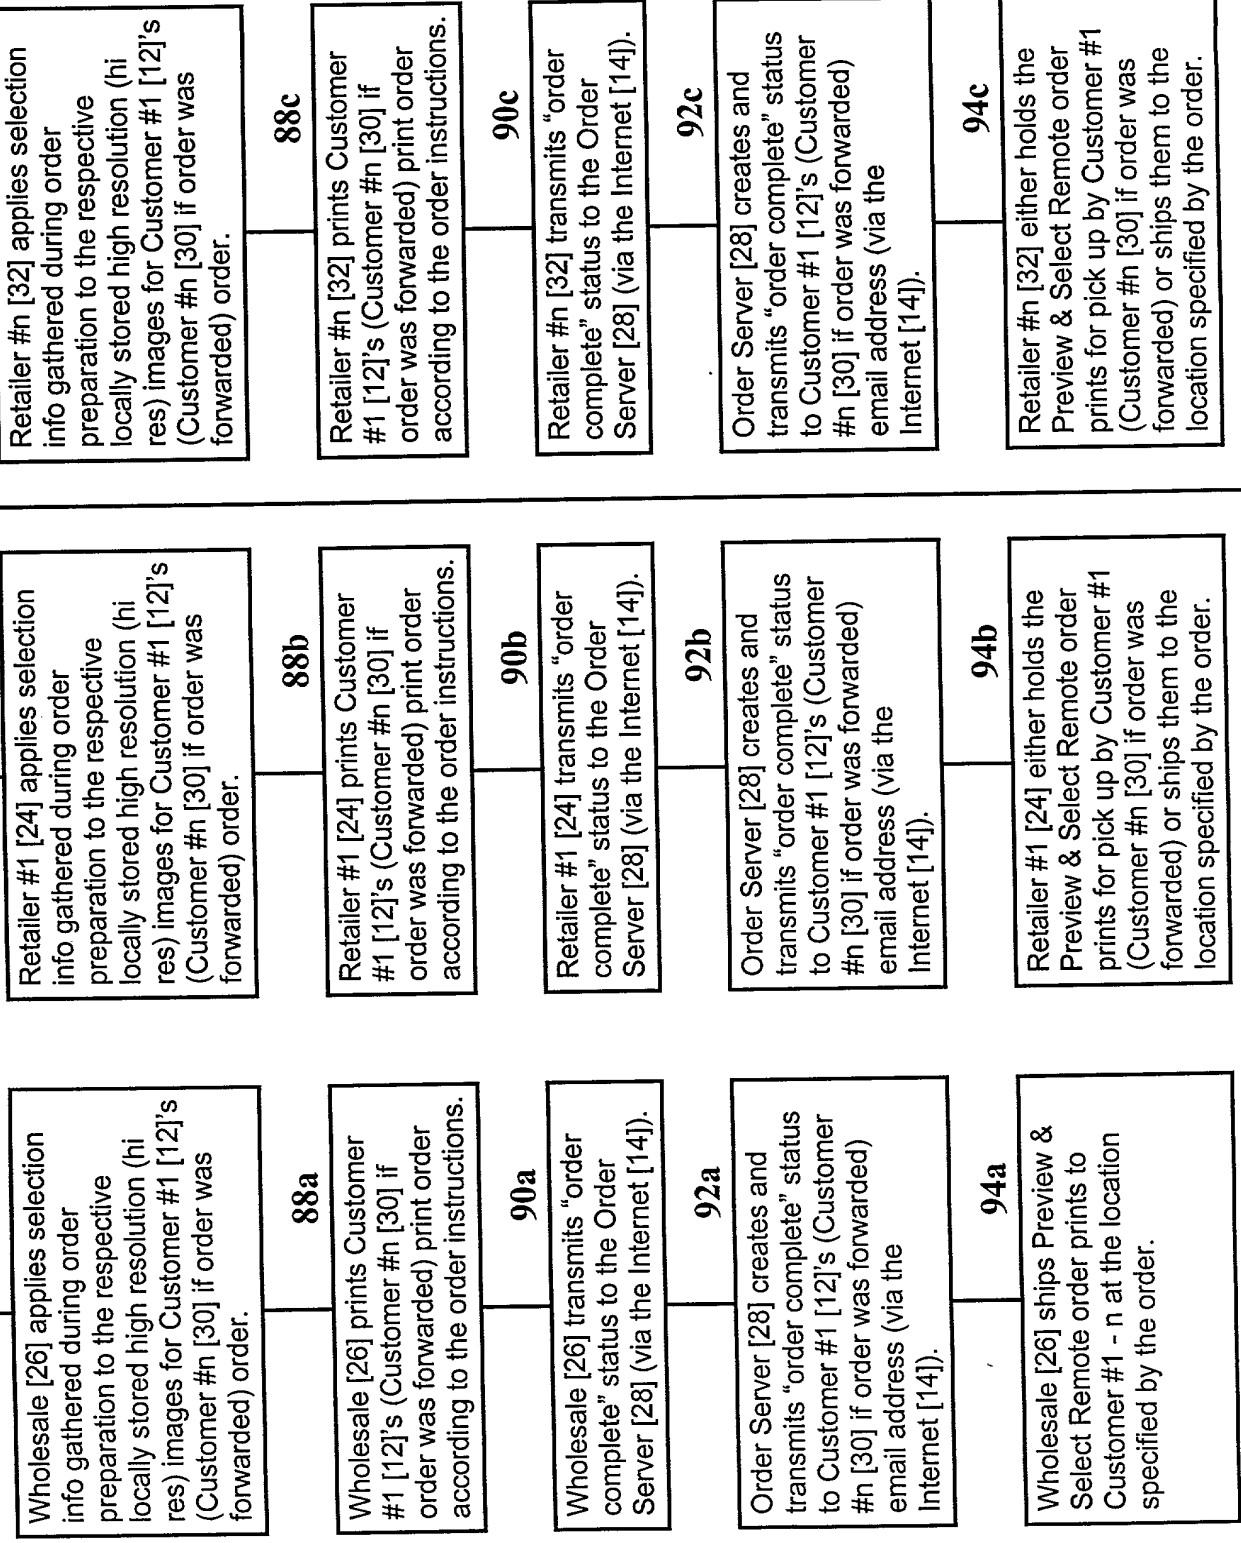 Wholesale [26] applies selection
info gathered during order
preparation to the respective
locally stored high resolution (hi
res) images for Customer #1 [12]'s
(Customer #n [30] if order was
forwarded) order.
88a
Wholesale [26] prints Customer
#1 [12]'s (Customer #n [30] if
order was forwarded) print order
according to the order instructions.
90a
Wholesale [26] transmits “order
complete” status to the Order
Server [28] (via the Internet [14]).
92a
Order Server [28] creates and
transmits “order complete” status
to Customer #1 [12]'s (Customer
#n [30] if order was forwarded)
email address (via the
Internet [14]).
94a
Wholesale [26] ships Preview &
Select Remote order prints to
Customer #1 - n at the location
specified by the order.
Retailer #1 [24] applies selection
info gathered during order
preparation to the respective
locally stored high resolution (hi
res) images for Customer #1 [12]'s
(Customer #n [30] if order was
forwarded) order.
88b
Retailer #1 [24] prints Customer
#1 [12]'s (Customer #n [30] if
order was forwarded) print order
according to the order instructions.
90b
Retailer #1 [24] transmits “order
complete” status to the Order
Server [28] (via the Internet [14]).
92b
Order Server [28] creates and
transmits “order complete” status
to Customer #1 [12]'s (Customer
#n [30] if order was forwarded)
email address (via the
Internet [14]).
94b
Retailer #1 [24] either holds the
Preview & Select Remote order
prints for pick up by Customer #1
(Customer #n [30] if order was
forwarded) or ships them to the
location specified by the order.
Retailer #n [32] applies selection
info gathered during order
preparation to the respective
locally stored high resolution (hi
res) images for Customer #1 [12]'s
(Customer #n [30] if order was
forwarded) order.
88c
Retailer #n [32] prints Customer
#1 [12]'s (Customer #n [30] if
order was forwarded) print order
according to the order instructions.
90c
Retailer #n [32] transmits “order
complete” status to the Order
Server [28] (via the Internet [14]).
92c
Order Server [28] creates and
transmits “order complete” status
to Customer #1 [12]'s (Customer
#n [30] if order was forwarded)
email address (via the
Internet [14]).
94c
Retailer #n [32] either holds the
Preview & Select Remote order
prints for pick up by Customer #1
(Customer #n [30] if order was
forwarded) or ships them to the
location specified by the order.